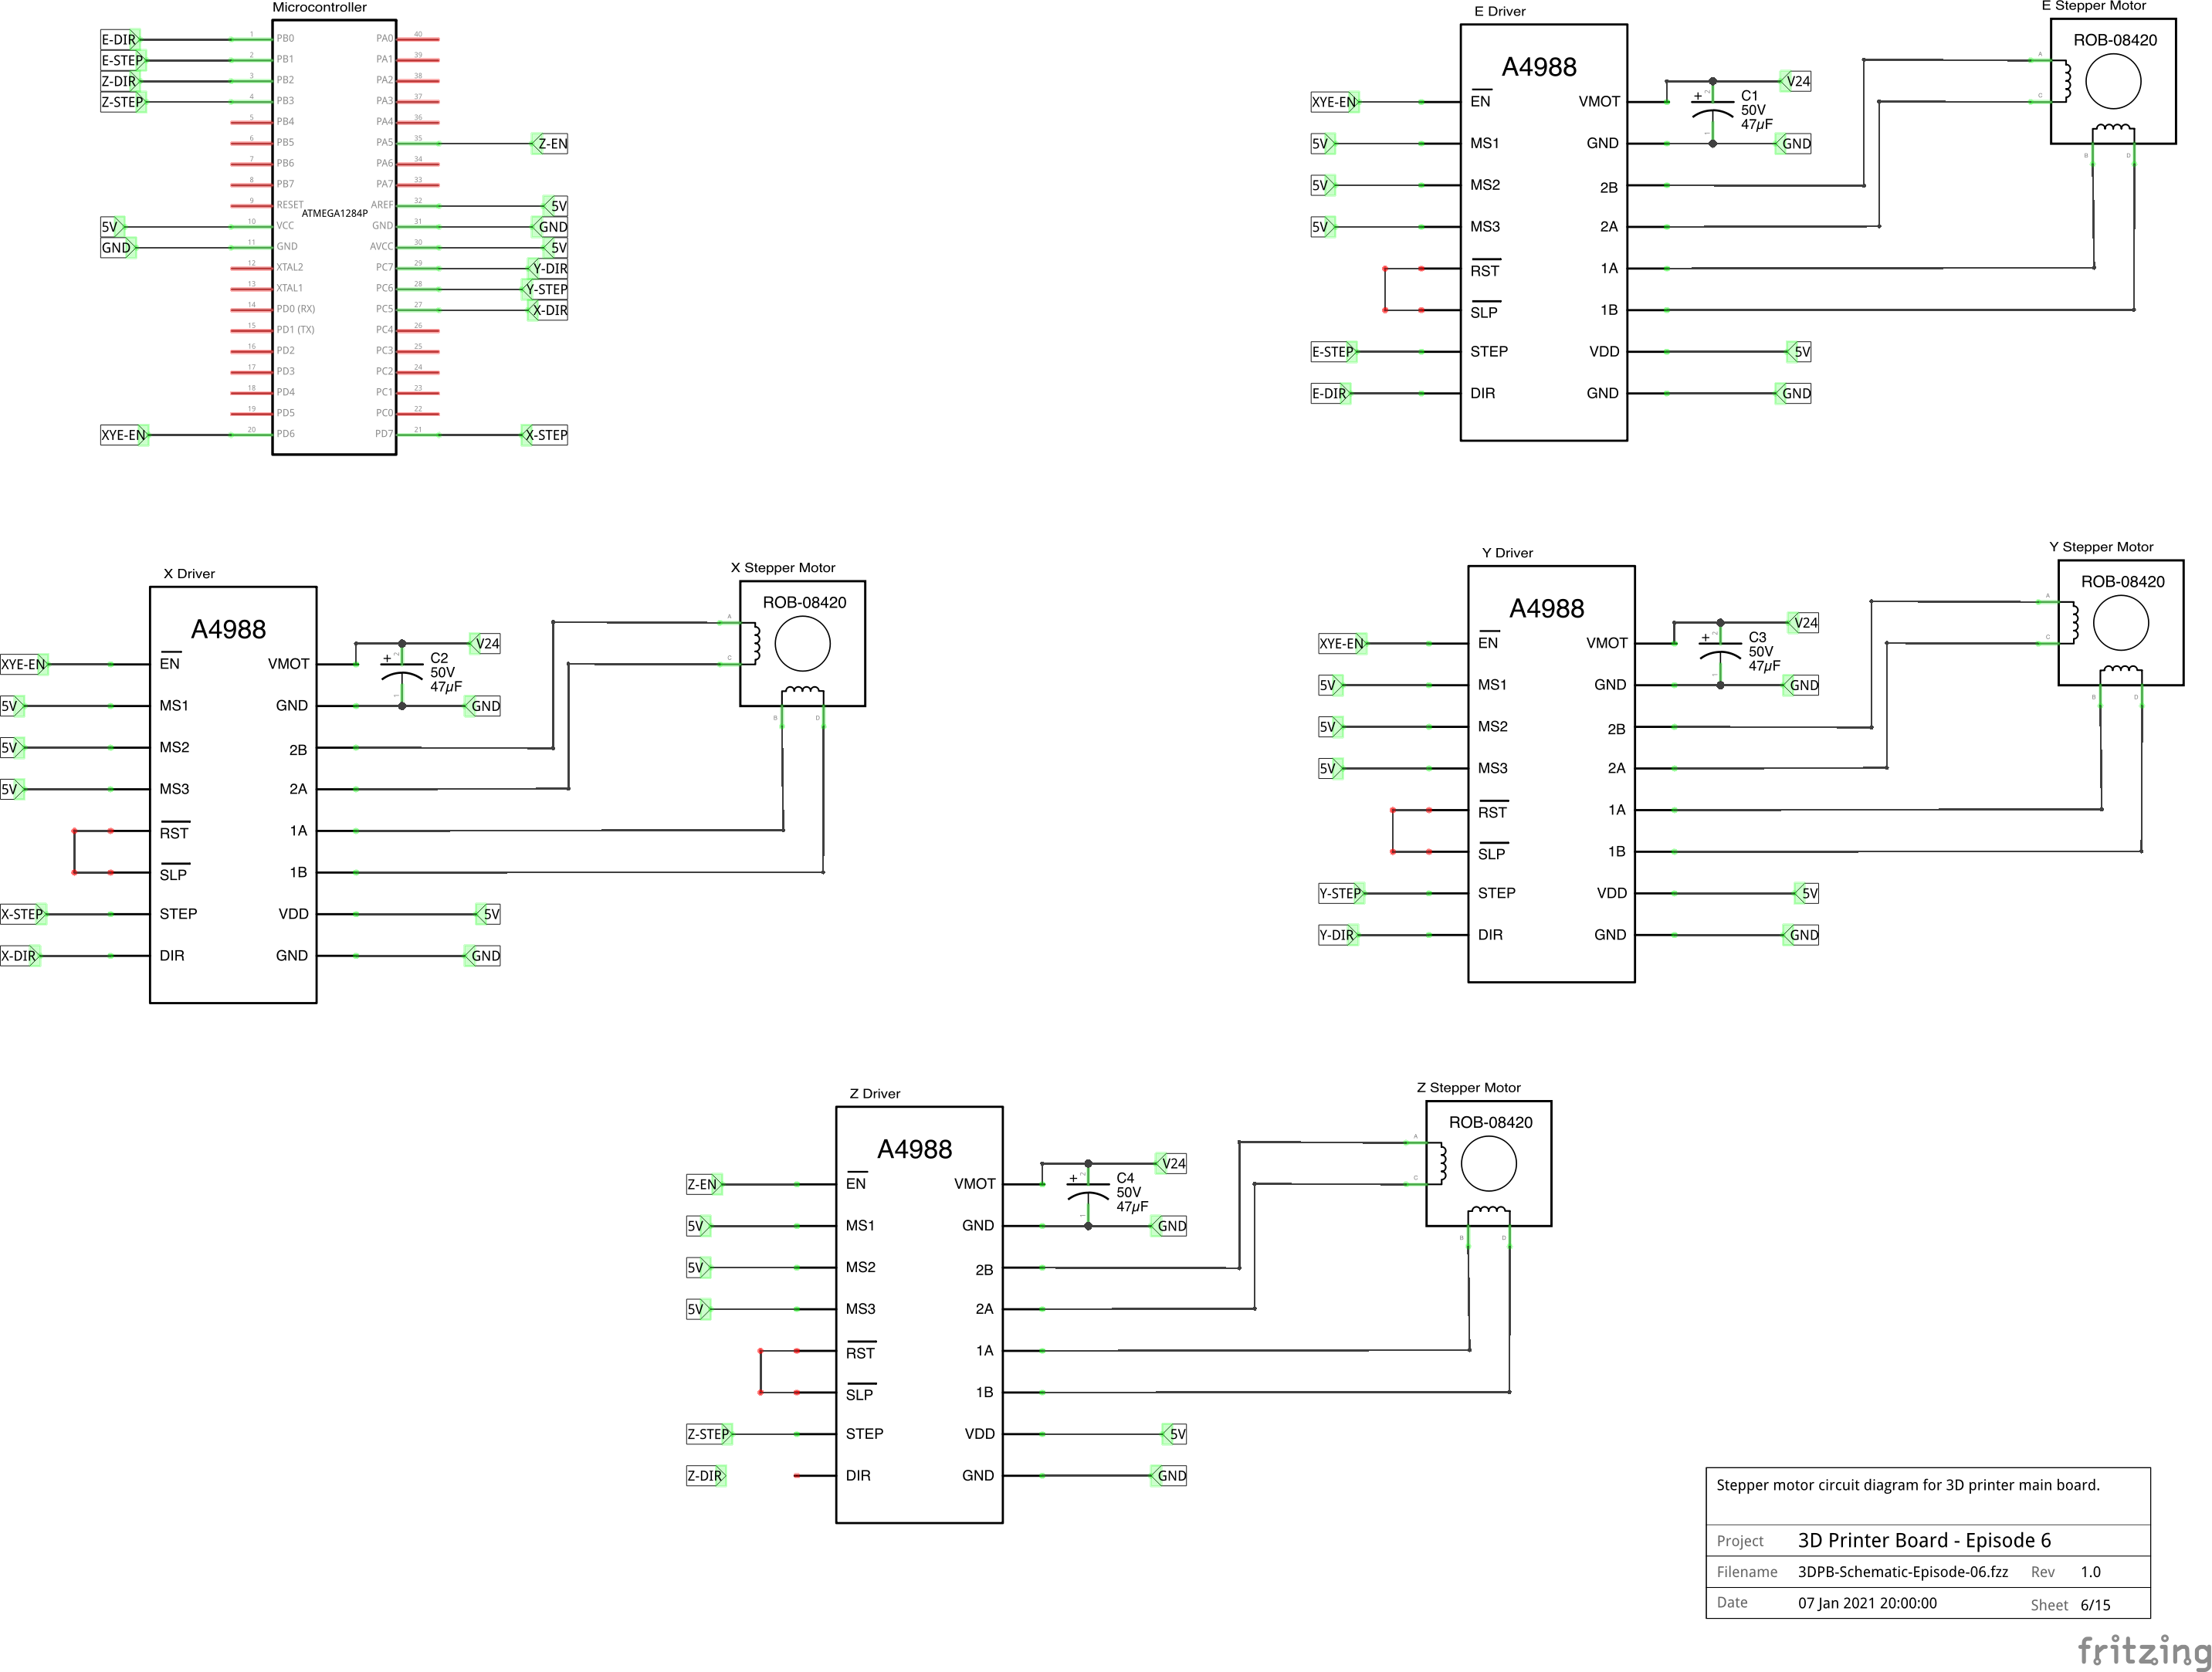 Microcontroller
E-DIR 1 PB0 PA0 40
E-STEP 2 PB1 PA1 39
Z-DIR 3 PB2 PA2 38
Z-STEP 4 PB3 PA3 37
5 PB4 PA4 36
6 PB5 PA5 35 Z-EN
7 PB6 PA6 34
8 PB7 PA7 33
9 RESET AREF 32 5V
ATMEGA1284P
5V 10 VCC GND 31 GND
GND 11 GND AVCC 30 5V
12 XTAL2 PC7 29 Y-DIR
13 XTAL1 PC6 28 Y-STEP
14 PD0 (RX) PC5 27 X-DIR
15 PD1 (TX) PC4 26
16 PD2 PC3 25
17 PD3 PC2 24
18 PD4 PC1 23
19 PD5 PC0 22
XYE-EN 20 PD6 PD7 21 X-STEP
E Driver
A4988
XYE-EN EN VMOT V24
2
C1
50V
47µF
1
+
5V MS1 GND GND
5V MS2 2B
5V MS3 2A
RST 1A
SLP 1B
E-STEP STEP VDD 5V
E-DIR DIR GND GND
E Stepper Motor
ROB-08420
A
C
B D
X Driver
A4988
XYE-EN EN VMOT V24
2
C2
50V
47µF
1
+
5V MS1 GND GND
5V MS2 2B
5V MS3 2A
RST 1A
SLP 1B
X-STEP STEP VDD 5V
X-DIR DIR GND GND
X Stepper Motor
ROB-08420
A
C
B D
Y Driver
A4988
XYE-EN EN VMOT V24
2
C3
50V
47µF
1
+
5V MS1 GND GND
5V MS2 2B
5V MS3 2A
RST 1A
SLP 1B
Y-STEP STEP VDD 5V
Y-DIR DIR GND GND
Y Stepper Motor
ROB-08420
A
C
B D
Z Driver
A4988
Z-EN EN VMOT V24
2
C4
50V
47µF
1
+
5V MS1 GND GND
5V MS2 2B
5V MS3 2A
RST 1A
SLP 1B
Z-STEP STEP VDD 5V
Z-DIR DIR GND GND
Z Stepper Motor
ROB-08420
A
C
B D
Stepper motor circuit diagram for 3D printer main board.
Project 3D Printer Board - Episode 6
Filename 3DPB-Schematic-Episode-06.fzz Rev 1.0
Date 07 Jan 2021 20:00:00 Sheet 6/15
fritzing